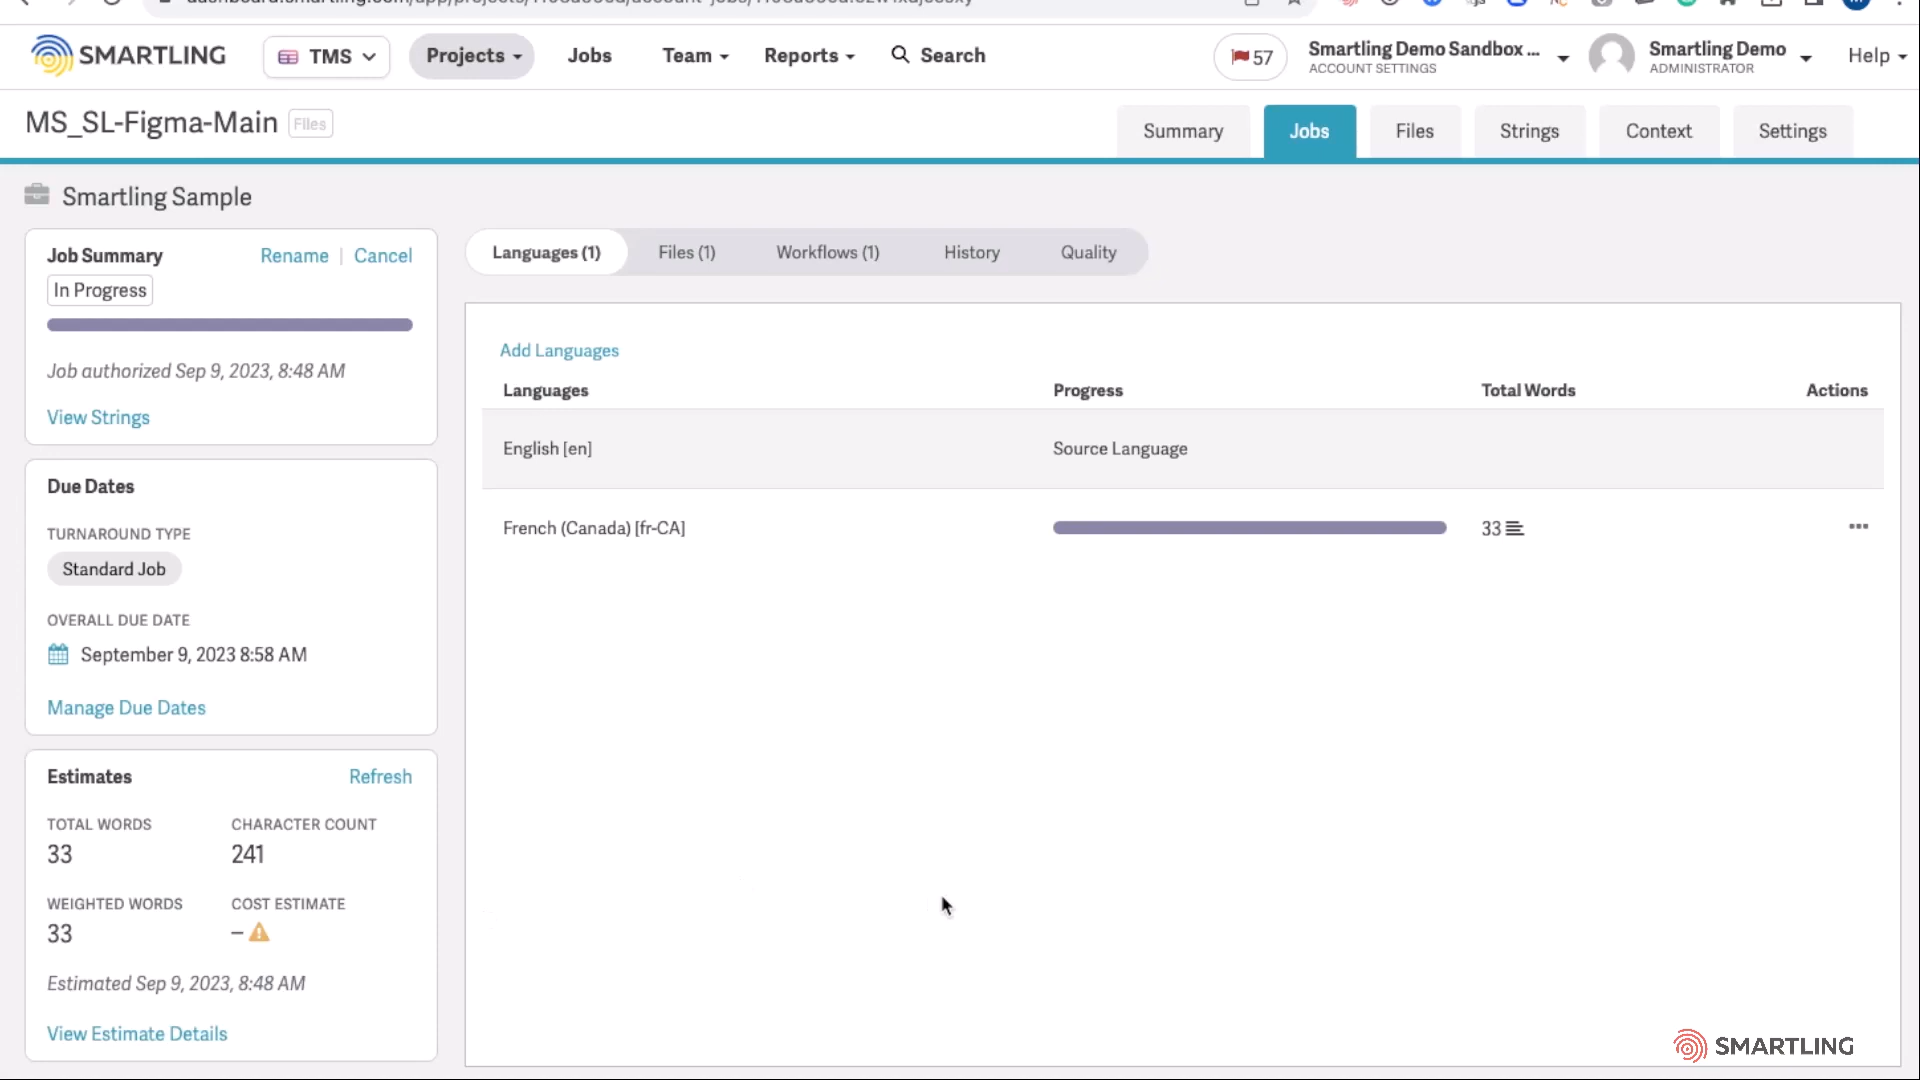 SMARTLING TMS Projects Jobs Team Reports Search 57 Smartling Demo Sandbox ... ACCOUNT SETTINGS Smartling Demo ADMINISTRATOR Help
MS_SL-Figma-Main Files Summary Jobs Files Strings Context Settings
Smartling Sample
Job Summary Rename | Cancel
In Progress
Job authorized Sep 9, 2023, 8:48 AM
View Strings
Due Dates
TURNAROUND TYPE
Standard Job
OVERALL DUE DATE
September 9, 2023 8:58 AM
Manage Due Dates
Estimates Refresh
TOTAL WORDS CHARACTER COUNT
33 241
WEIGHTED WORDS COST ESTIMATE
33 –
Estimated Sep 9, 2023, 8:48 AM
View Estimate Details
Languages (1) Files (1) Workflows (1) History Quality
Add Languages
Languages Progress Total Words Actions
English [en] Source Language
French (Canada) [fr-CA] 33 •••
SMARTLING